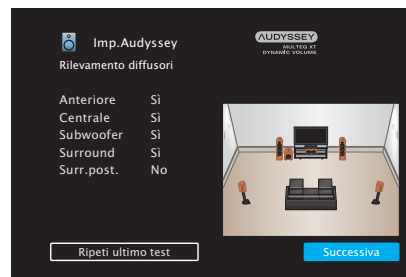 Imp.Audyssey
AUDYSSEY
MULTEQ XT
DYNAMIC VOLUME
Rilevamento diffusori
Anteriore Sì
Centrale Sì
Subwoofer Sì
Surround Sì
Surr.post. No
Ripeti ultimo test
Successiva